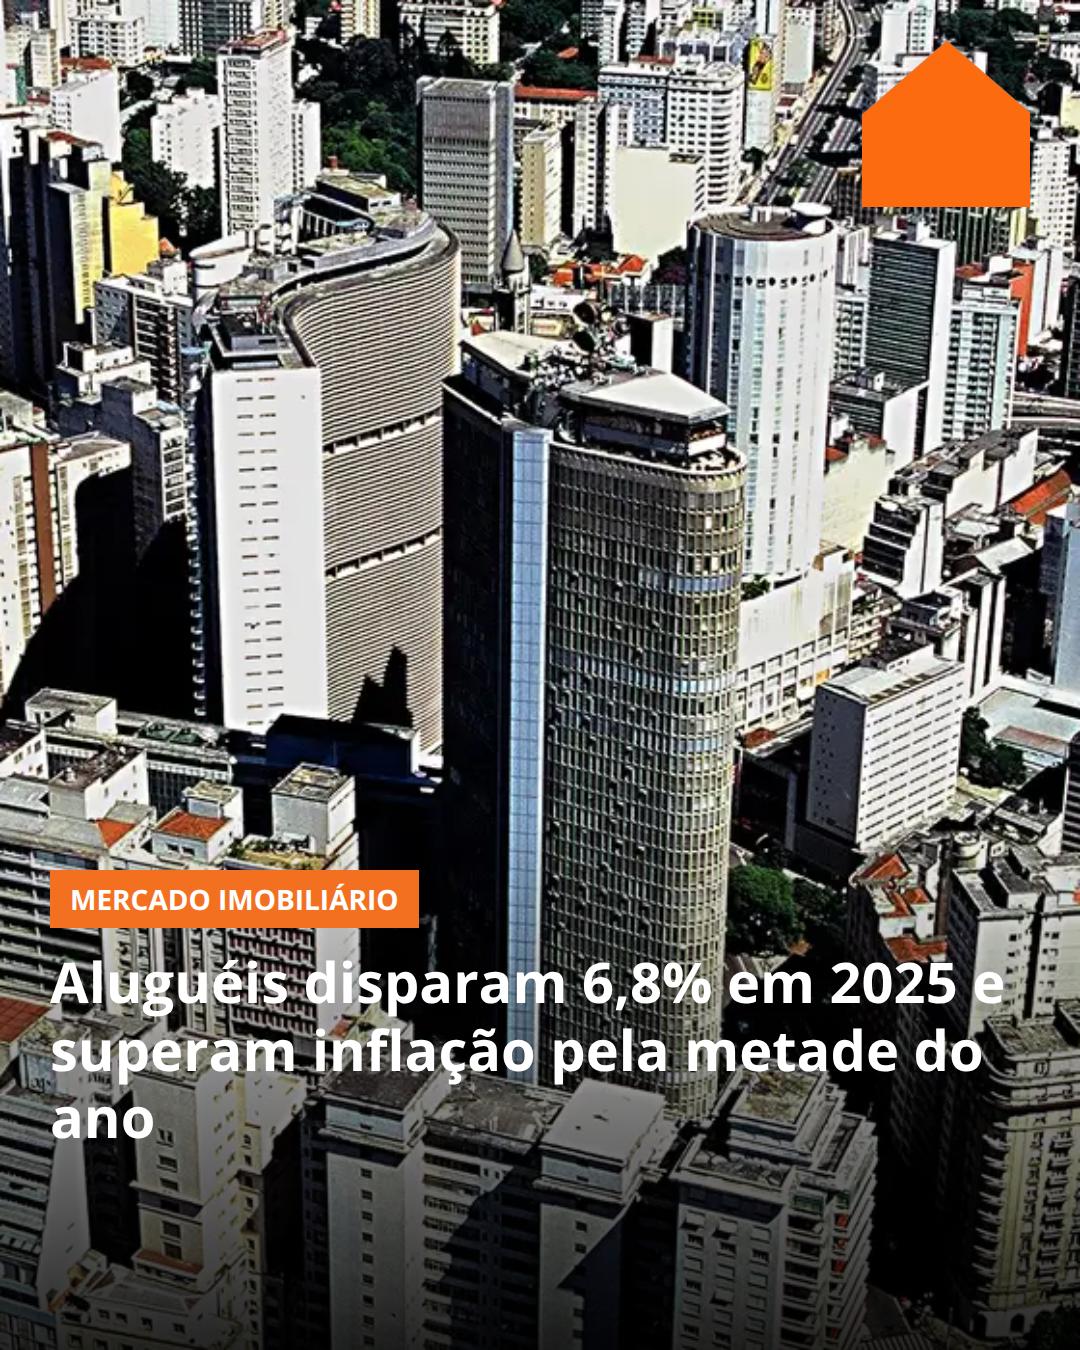 MERCADO IMOBILIÁRIO
Aluguéis disparam 6,8% em 2025 e
superam inflação pela metade do
ano